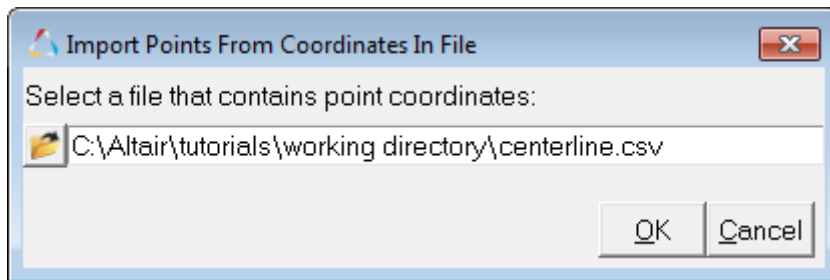 Import Points From Coordinates In File
Select a file that contains point coordinates:
C:\Altair\tutorials\working directory\centerline.csv
OK Cancel